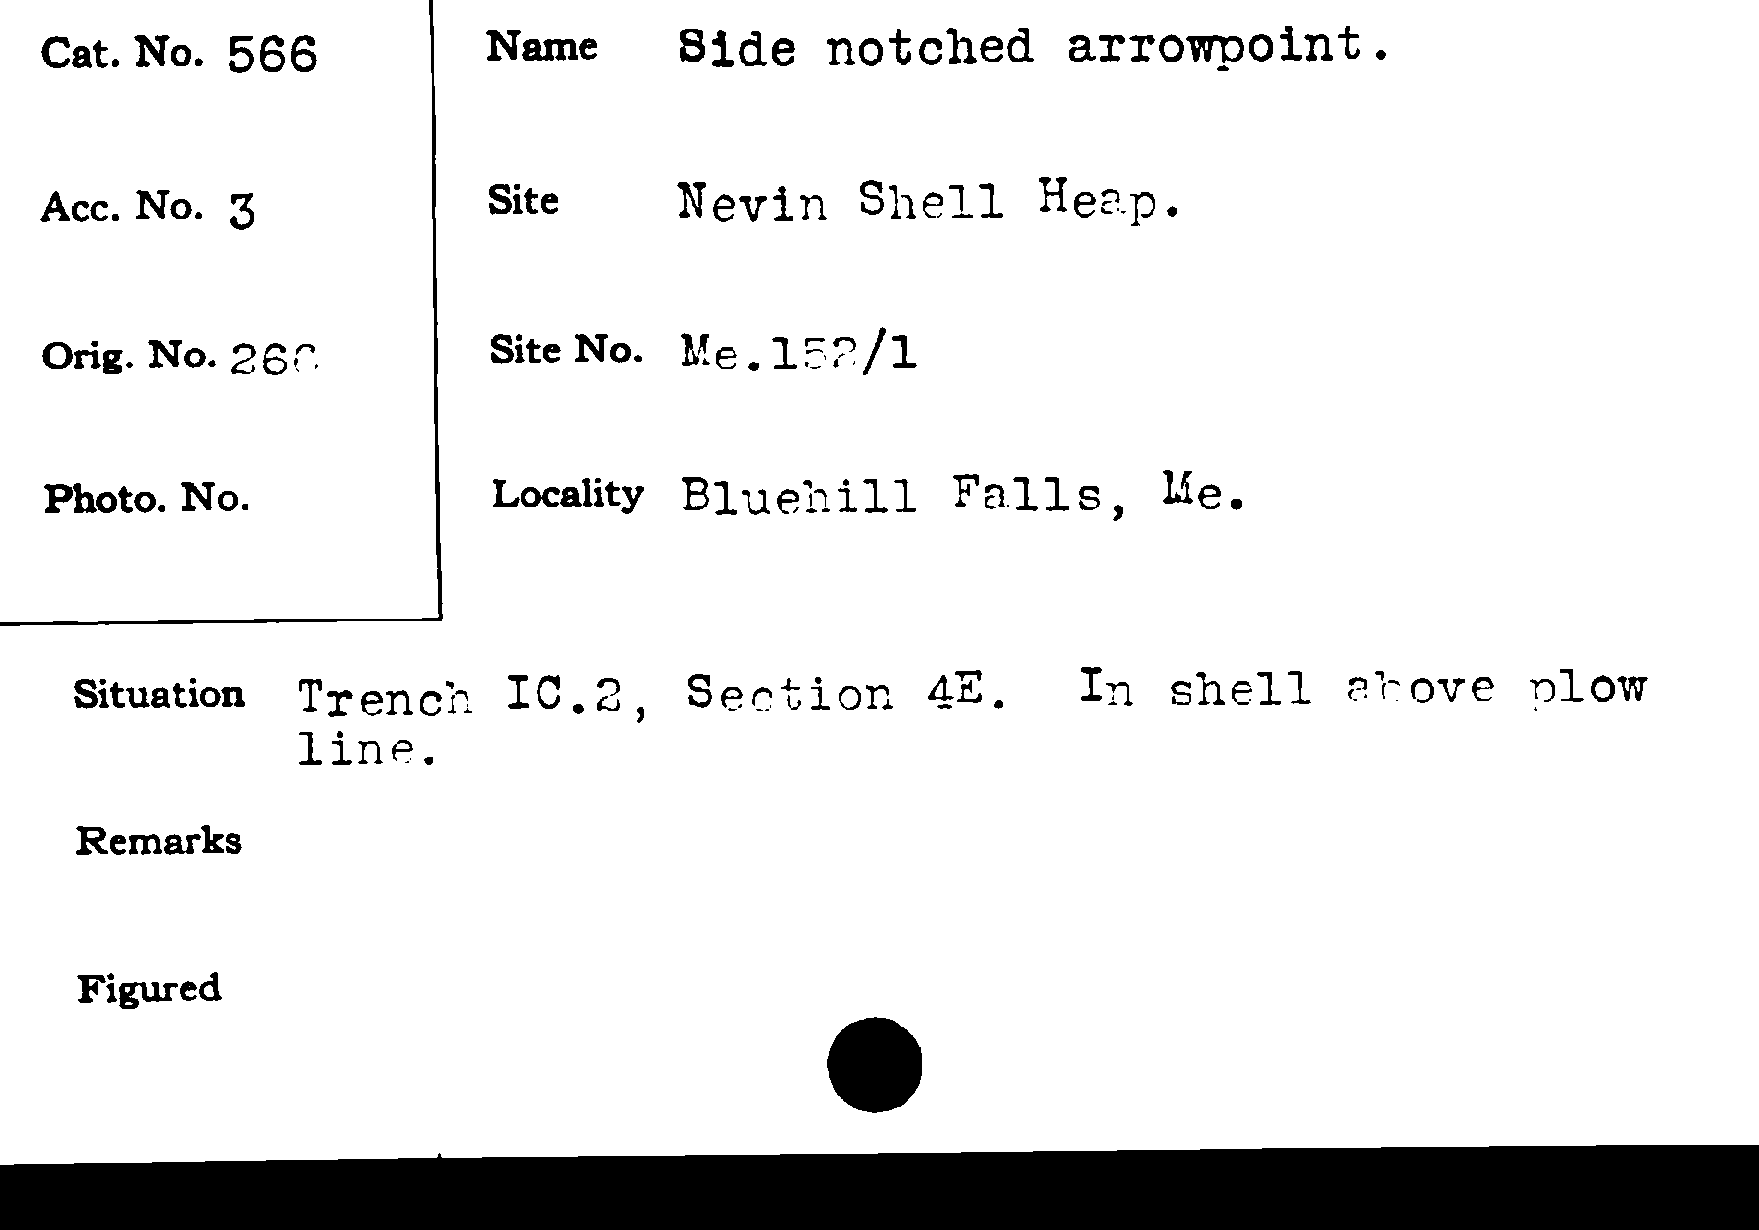 Cat. No. 566
Name Side notched arrowpoint.
Acc. No. 3
Site Nevin Shell Heap.
Orig. No.
Site No. Me.152/1
Photo. No.
Locality Bluehill Falls, Me.
Situation Trench IC.2, Section 4E. In shell above plow
line.
Remarks
Figured